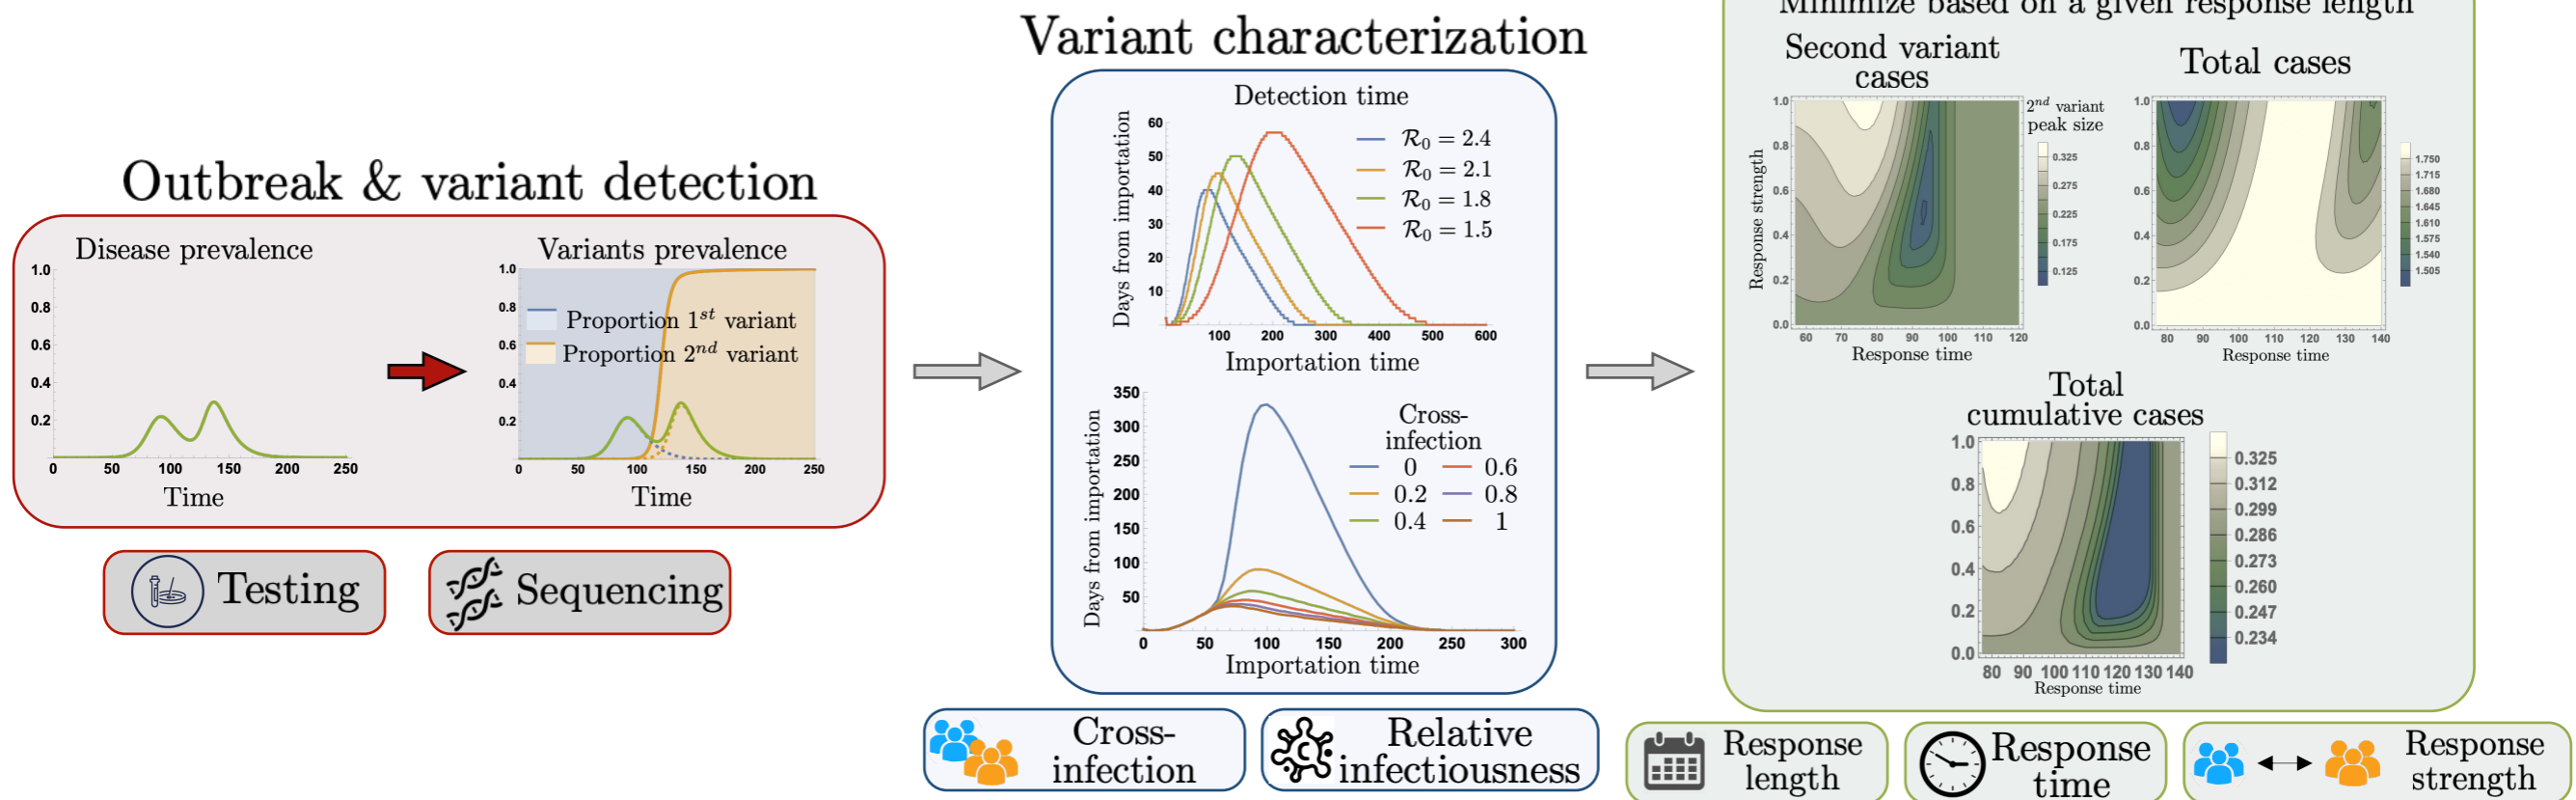 Outbreak & variant detection
Disease prevalence
1.0
0.8
0.6
0.4
0.2
0 50 100 150 200 250
Time
Variants prevalence
1.0
0.8
0.6
0.4
0.2
Proportion 1st variant
Proportion 2nd variant
0 50 100 150 200 250
Time
Testing
Sequencing
Variant characterization
Detection time
Days from importation
60
50
40
30
20
10
R0 = 2.4
R0 = 2.1
R0 = 1.8
R0 = 1.5
100 200 300 400 500 600
Importation time
Days from importation
350
300
250
200
150
100
50
Cross-
infection
0 0.6
0.2 0.8
0.4 1
0 50 100 150 200 250 300
Importation time
Cross-
infection
Relative
infectiousness
Minimize based on a given response length
Second variant
cases
Response strength
1.0
0.8
0.6
0.4
0.2
0.0
60 70 80 90 100 110 120
Response time
2nd variant
peak size
0.325
0.275
0.225
0.175
0.125
Total cases
1.0
0.8
0.6
0.4
0.2
0.0
80 90 100 110 120 130 140
Response time
1.750
1.715
1.680
1.645
1.610
1.575
1.540
1.505
Total
cumulative cases
1.0
0.8
0.6
0.4
0.2
0.0
80 90 100 110 120 130 140
Response time
0.325
0.312
0.299
0.286
0.273
0.260
0.247
0.234
Response
length
Response
time
Response
strength